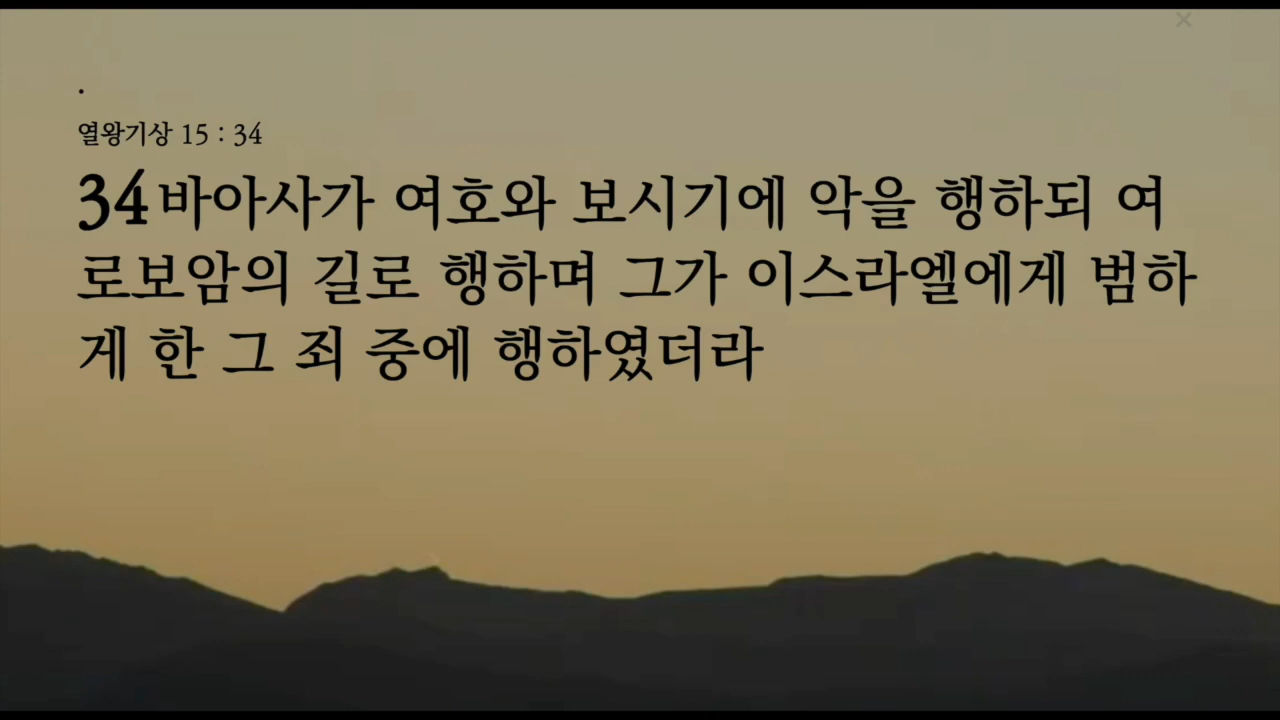 .
열왕기상 15 : 34
34 바아사가 여호와 보시기에 악을 행하되 여
로보암의 길로 행하며 그가 이스라엘에게 범하
게 한 그 죄 중에 행하였더라